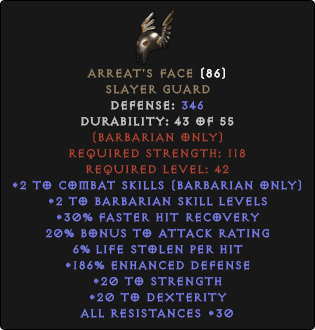 ARREAT'S FACE (86)
SLAYER GUARD
DEFENSE: 346
DURABILITY: 43 OF 55
(BARBARIAN ONLY)
REQUIRED STRENGTH: 118
REQUIRED LEVEL: 42
+2 TO COMBAT SKILLS (BARBARIAN ONLY)
+2 TO BARBARIAN SKILL LEVELS
+30% FASTER HIT RECOVERY
20% BONUS TO ATTACK RATING
6% LIFE STOLEN PER HIT
+186% ENHANCED DEFENSE
+20 TO STRENGTH
+20 TO DEXTERITY
ALL RESISTANCES +30